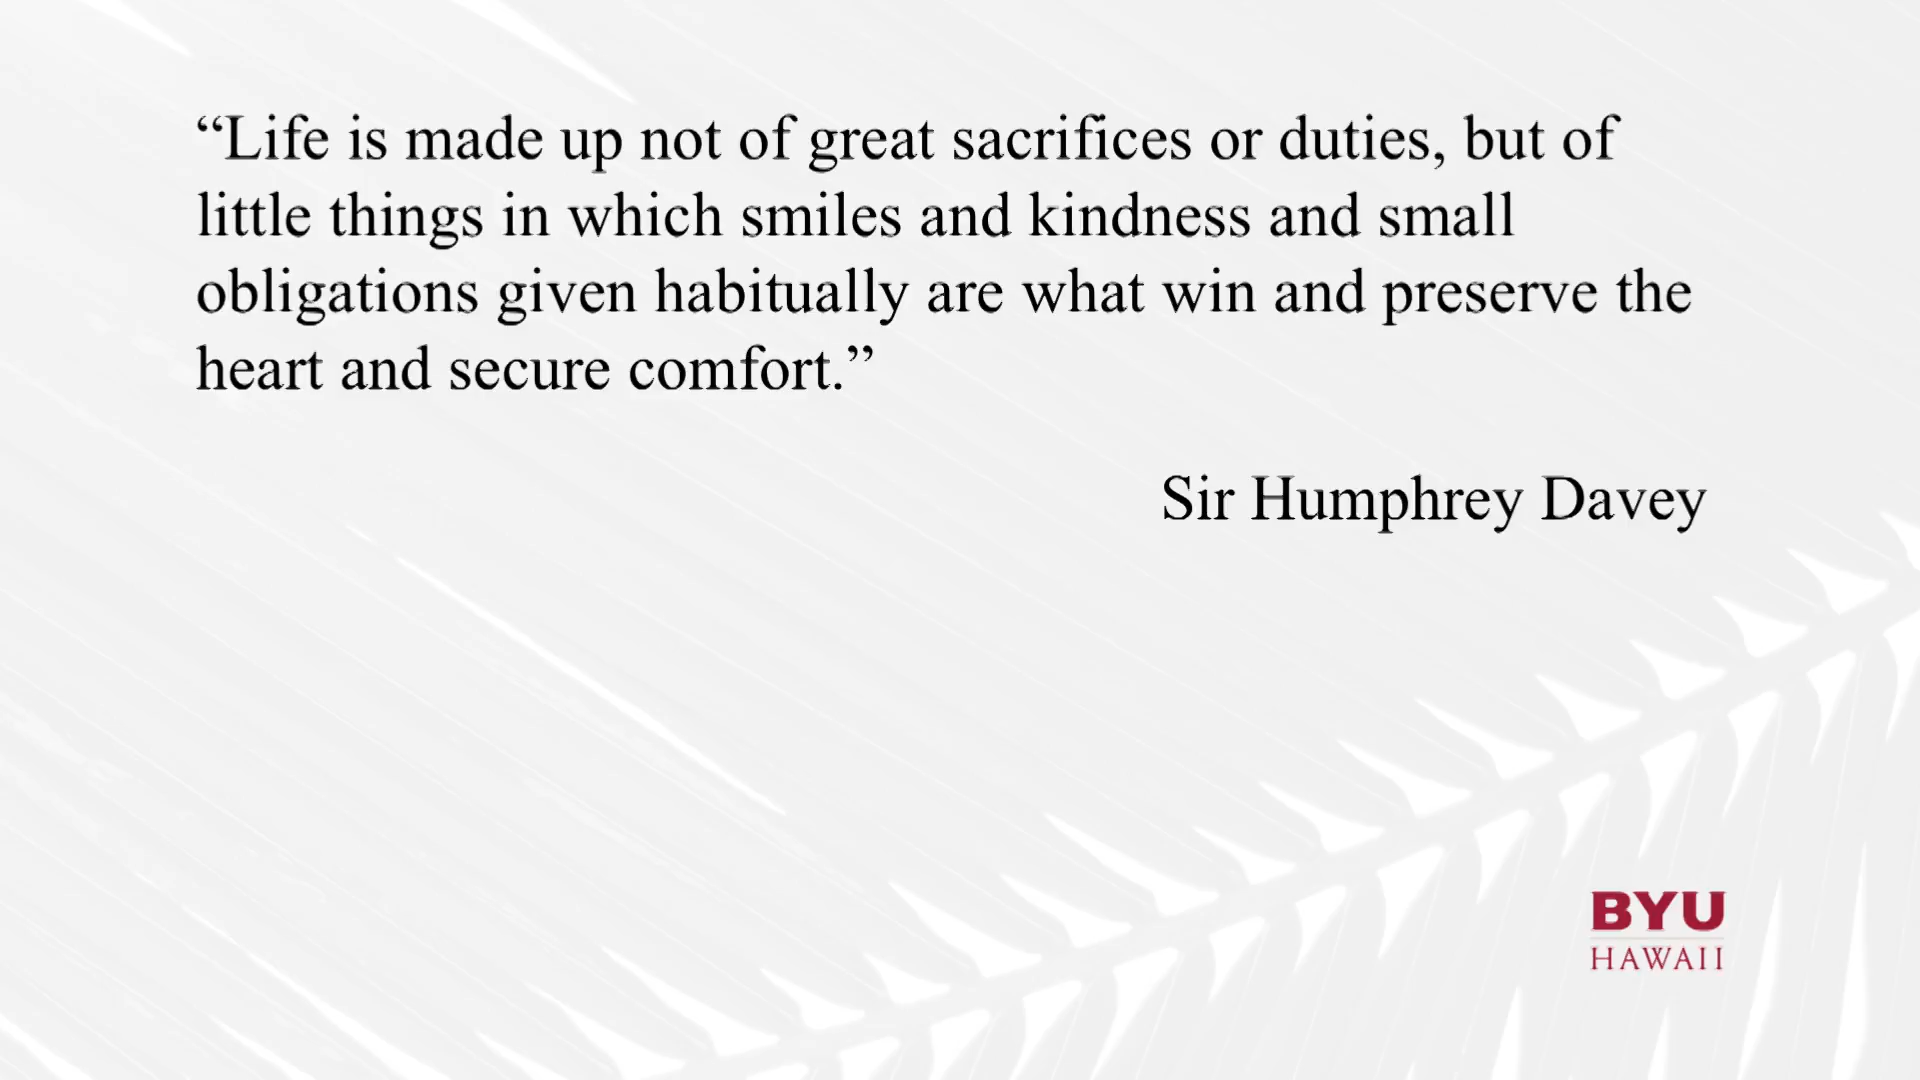 “Life is made up not of great sacrifices or duties, but of
little things in which smiles and kindness and small
obligations given habitually are what win and preserve the
heart and secure comfort.”
Sir Humphrey Davey
BYU
HAWAII